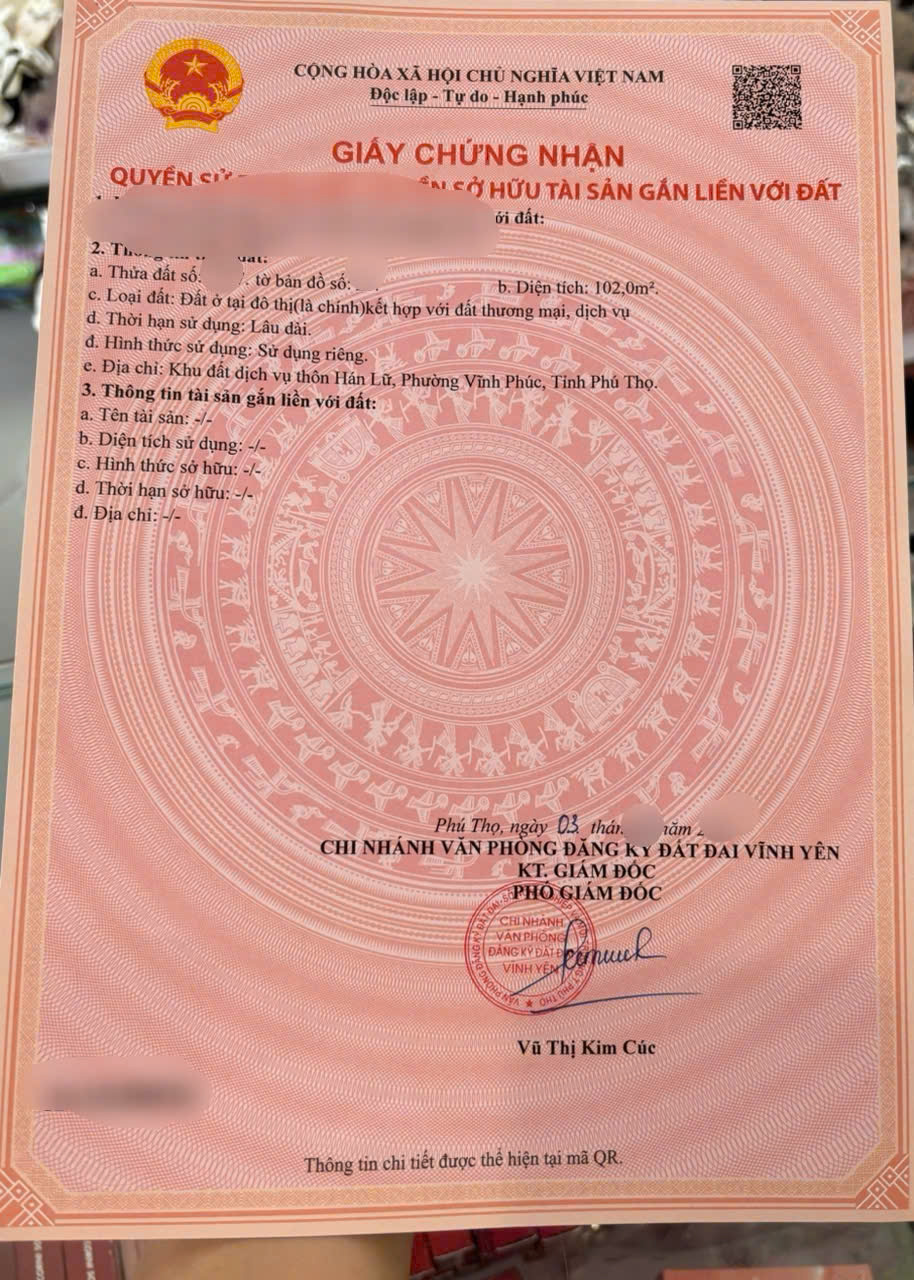 CỘNG HÒA XÃ HỘI CHỦ NGHĨA VIỆT NAM
Độc lập - Tự do - Hạnh phúc
GIẤY CHỨNG NHẬN
QUYỀN SỞ HỮU TÀI SẢN GẮN LIỀN VỚI ĐẤT
đất:
2.
a. Thửa đất số: tờ bản đồ số: b. Diện tích: 102,0m².
c. Loại đất: Đất ở tại đô thị(là chính)kết hợp với đất thương mại, dịch vụ
d. Thời hạn sử dụng: Lâu dài.
đ. Hình thức sử dụng: Sử dụng riêng.
e. Địa chỉ: Khu đất dịch vụ thôn Hán Lữ, Phường Vĩnh Phúc, Tỉnh Phú Thọ.
3. Thông tin tài sản gắn liền với đất:
a. Tên tài sản: -/-
b. Diện tích sử dụng: -/-
c. Hình thức sở hữu: -/-
d. Thời hạn sở hữu: -/-
đ. Địa chỉ: -/-
Phú Thọ, ngày 03 năm
CHI NHÁNH VĂN PHÒNG ĐĂNG KÝ ĐẤT ĐAI VĨNH YÊN
KT. GIÁM ĐỐC
PHÓ GIÁM ĐỐC
CHI NHÁNH
VĂN PHÒNG
ĐĂNG KÝ ĐẤT
VĨNH YÊN
Vũ Thị Kim Cúc
Thông tin chi tiết được thể hiện tại mã QR.